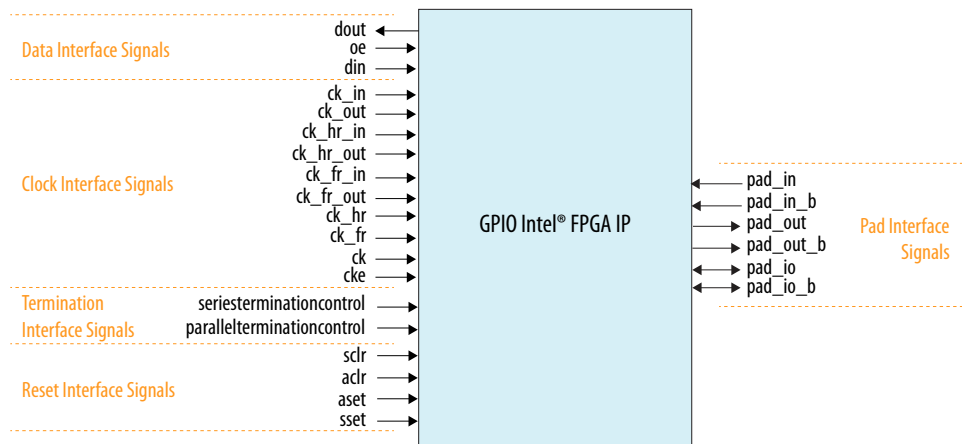 Data Interface Signals
dout
oe
din
Clock Interface Signals
ck_in
ck_out
ck_hr_in
ck_hr_out
ck_fr_in
ck_fr_out
ck_hr
ck_fr
ck
cke
Termination
Interface Signals
seriesterminationcontrol
parallelterminationcontrol
Reset Interface Signals
sclr
aclr
aset
sset
GPIO Intel® FPGA IP
pad_in
pad_in_b
pad_out
pad_out_b
pad_io
pad_io_b
Pad Interface
Signals